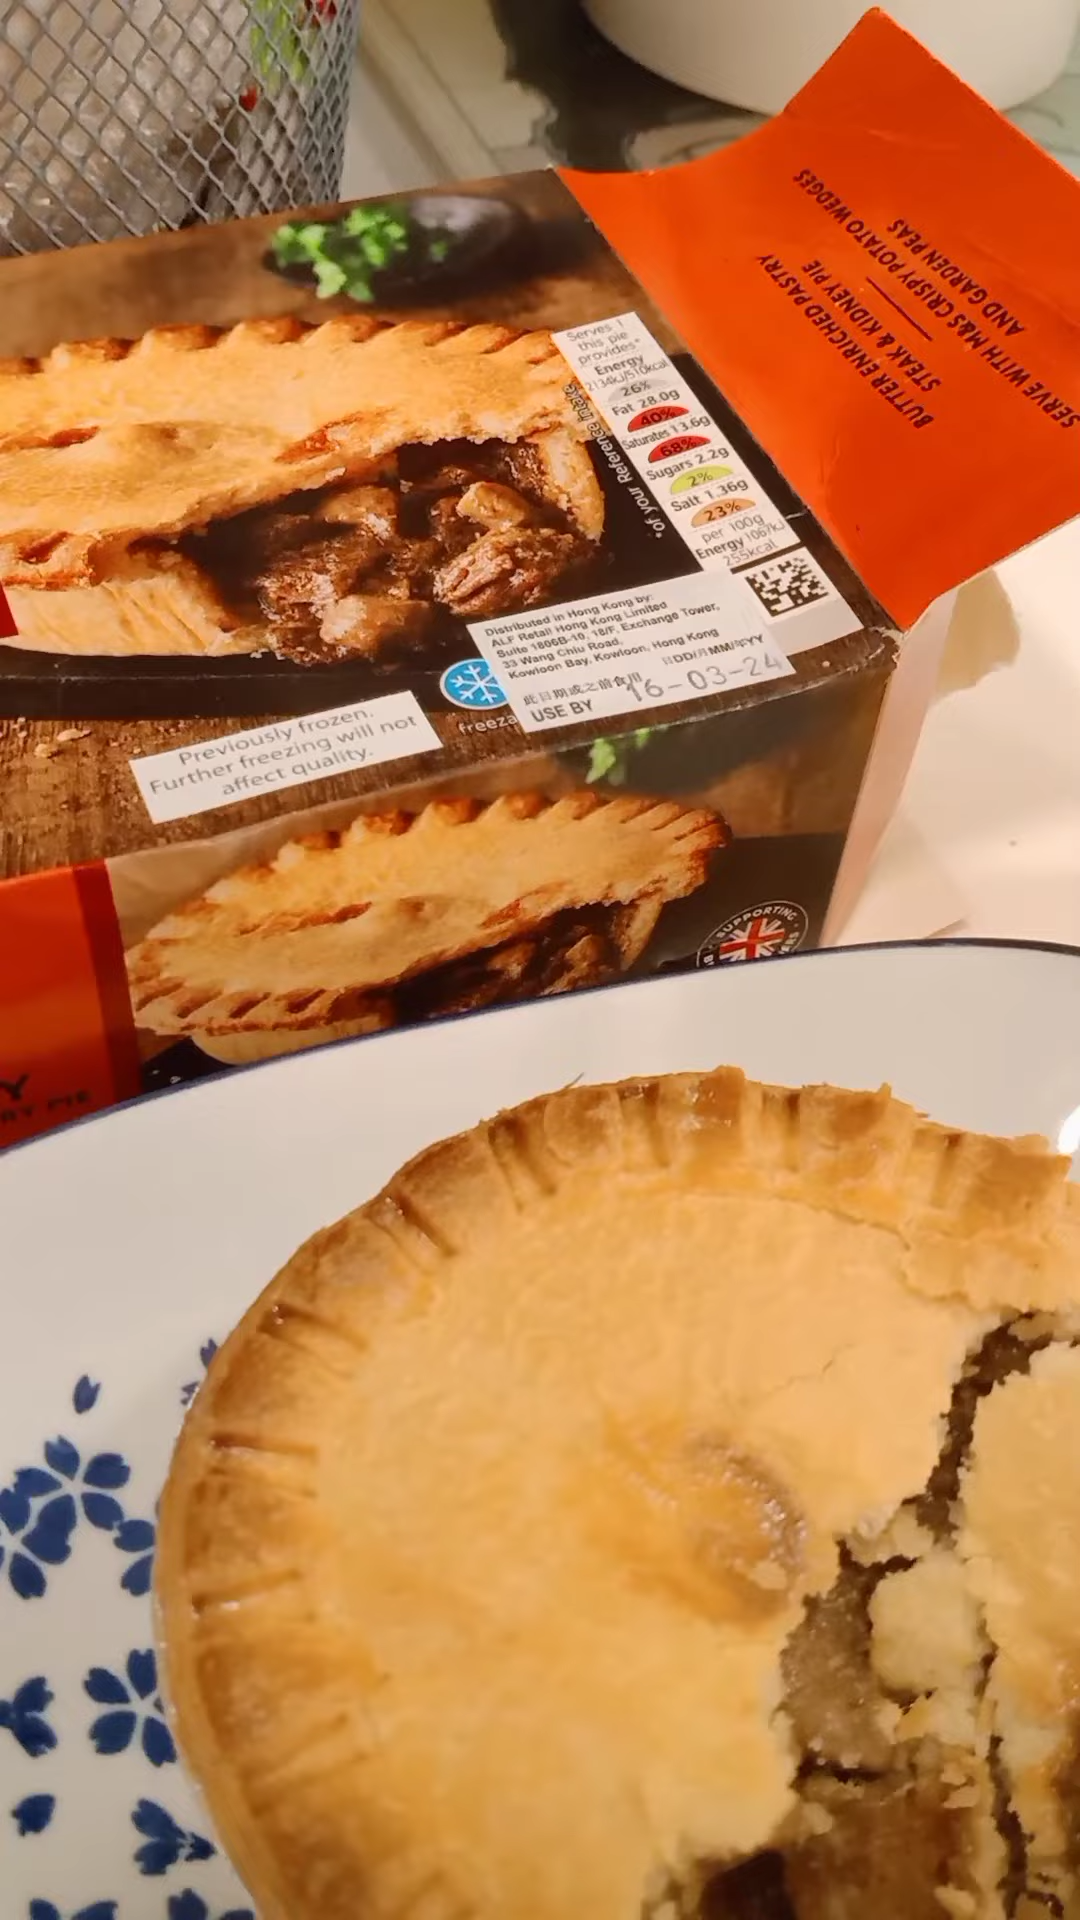 BUTTER ENRICHED PASTRY
STEAK & KIDNEY PIE
SERVE WITH M&S CRISPY POTATO WEDGES
AND GARDEN PEAS
Serves 1
this pie
provides*
Energy
2134kJ/510kcal
26%
Fat 28.0g
40%
Saturates 13.6g
68%
Sugars 2.2g
2%
Salt 1.36g
23%
per 100g
Energy 1067kJ
255kcal
*of your Reference Intake
Distributed in Hong Kong by:
ALF Retail Hong Kong Limited
Suite 1806B-10, 18/F, Exchange Tower,
33 Wang Chiu Road,
Kowloon Bay, Kowloon, Hong Kong
日DD/月MM/年YY
此日期或之前食用
USE BY 16-03-24
freeza
Previously frozen.
Further freezing will not
affect quality.
SUPPORTING